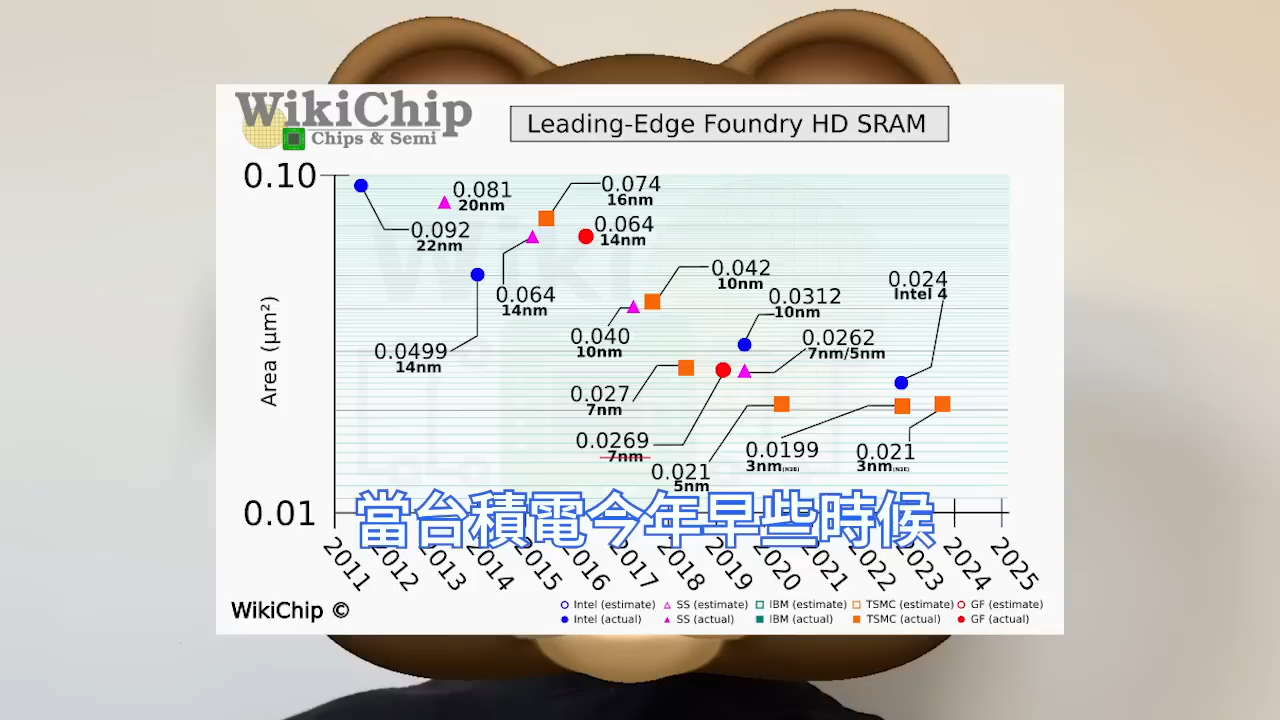 WikiChip
Chips & Semi
Leading-Edge Foundry HD SRAM
0.10
0.092
22nm
0.081
20nm
0.074
16nm
0.064
14nm
0.064
14nm
0.0499
14nm
0.042
10nm
0.040
10nm
0.0312
10nm
0.024
Intel 4
0.0262
7nm/5nm
0.027
7nm
0.0269
7nm
0.021
5nm
0.0199
3nm(N3B)
0.021
3nm(N3E)
Area (µm²)
0.01
當台積電今年早些時候
2011
2012
2013
2014
2015
2016
2017
2018
2019
2020
2021
2022
2023
2024
2025
WikiChip ©
Intel (estimate) SS (estimate) IBM (estimate) TSMC (estimate) GF (estimate)
Intel (actual) SS (actual) IBM (actual) TSMC (actual) GF (actual)